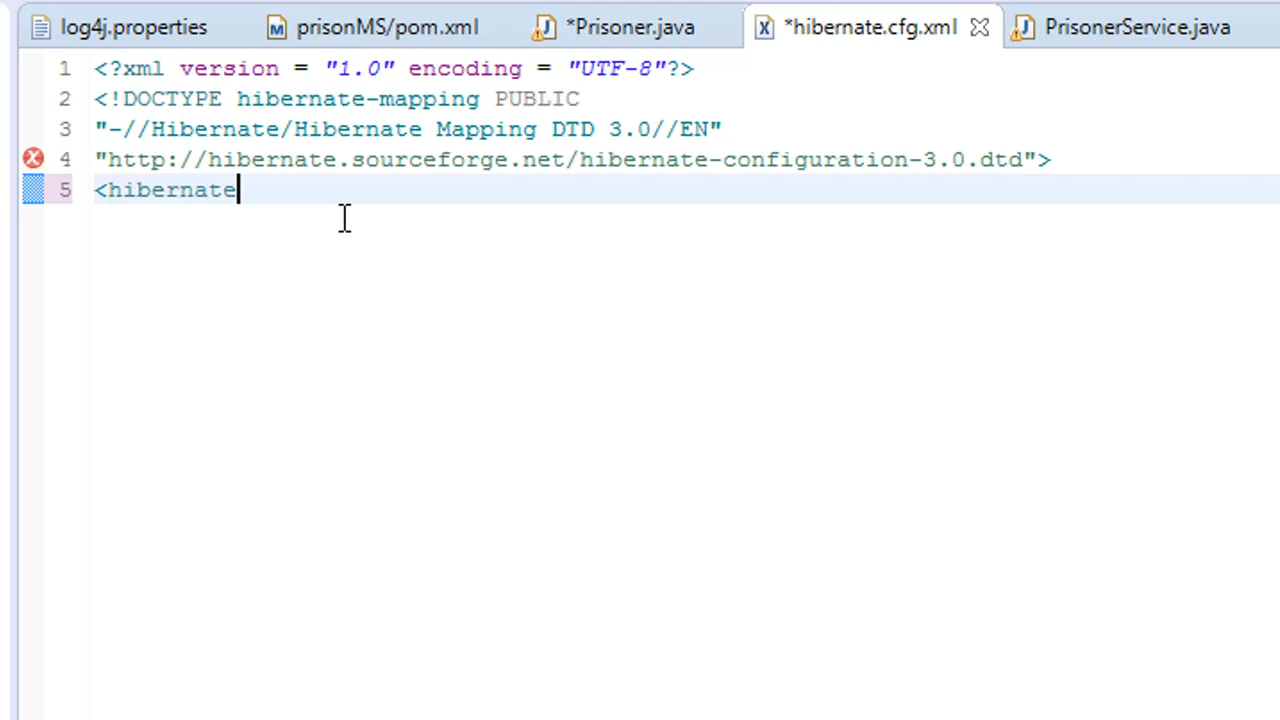 log4j.properties prisonMS/pom.xml *Prisoner.java *hibernate.cfg.xml PrisonerService.java
1 <?xml version = "1.0" encoding = "UTF-8"?>
2 <!DOCTYPE hibernate-mapping PUBLIC
3 "-//Hibernate/Hibernate Mapping DTD 3.0//EN"
4 "http://hibernate.sourceforge.net/hibernate-configuration-3.0.dtd">
5 <hibernate